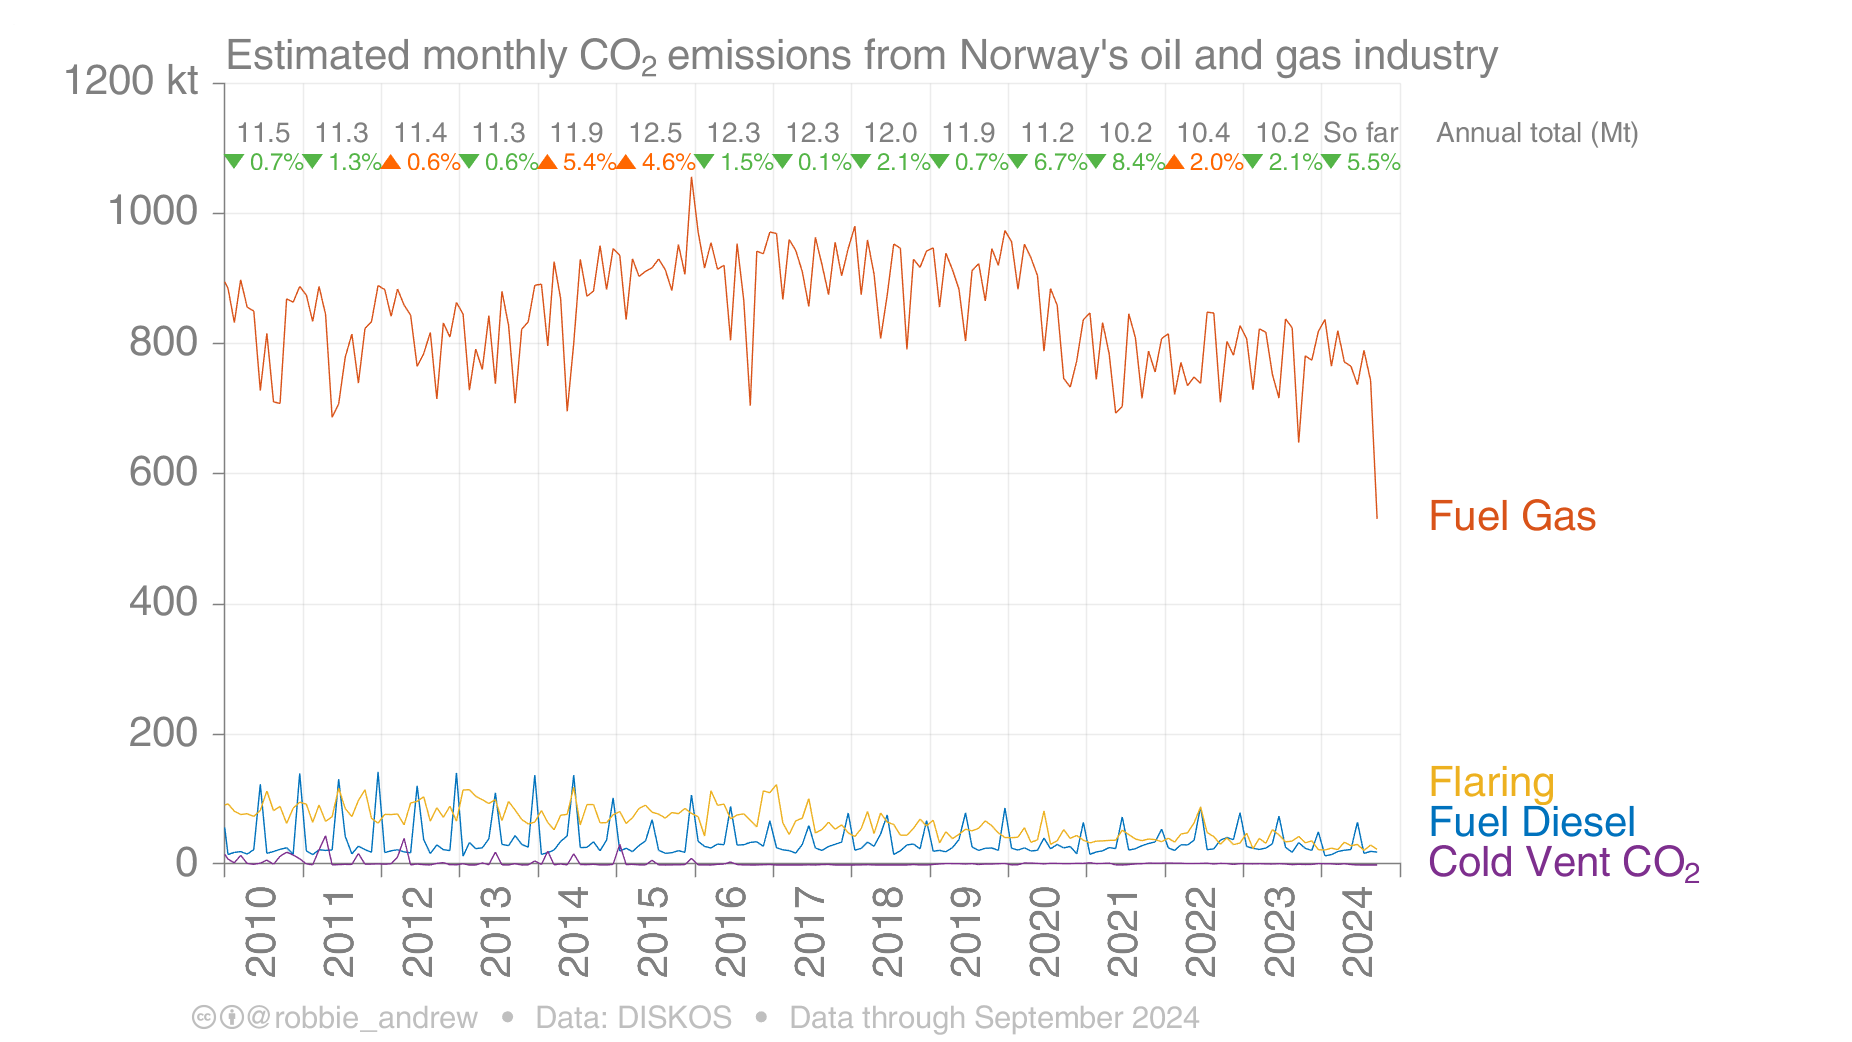 Estimated monthly CO₂ emissions from Norway's oil and gas industry
1200 kt
11.5 11.3 11.4 11.3 11.9 12.5 12.3 12.3 12.0 11.9 11.2 10.2 10.4 10.2 So far Annual total (Mt)
▼ 0.7% ▼ 1.3% ▲ 0.6% ▼ 0.6% ▲ 5.4% ▲ 4.6% ▼ 1.5% ▼ 0.1% ▼ 2.1% ▼ 0.7% ▼ 6.7% ▼ 8.4% ▲ 2.0% ▼ 2.1% ▼ 5.5%
1000
800
600
Fuel Gas
400
200
Flaring
Fuel Diesel
0
Cold Vent CO₂
2010 2011 2012 2013 2014 2015 2016 2017 2018 2019 2020 2021 2022 2023 2024
cc @robbie_andrew • Data: DISKOS • Data through September 2024